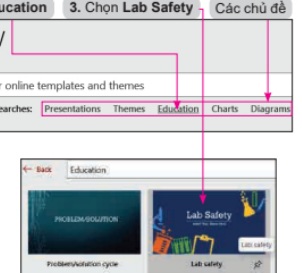 ucation 3. Chọn Lab Safety Các chủ đề
/
r online templates and themes
earches: Presentations Themes Education Charts Diagrams
← Back Education
PROBLEM/SOLUTION
Lab Safety
Lab safety
Problem/solution cycle Lab safety